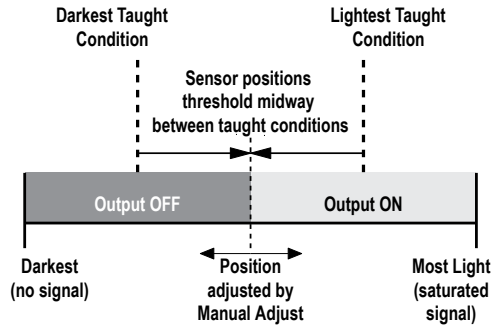 Darkest Taught
Condition
Lightest Taught
Condition
Sensor positions
threshold midway
between taught conditions
Output OFF
Output ON
Darkest
(no signal)
Position
adjusted by
Manual Adjust
Most Light
(saturated
signal)